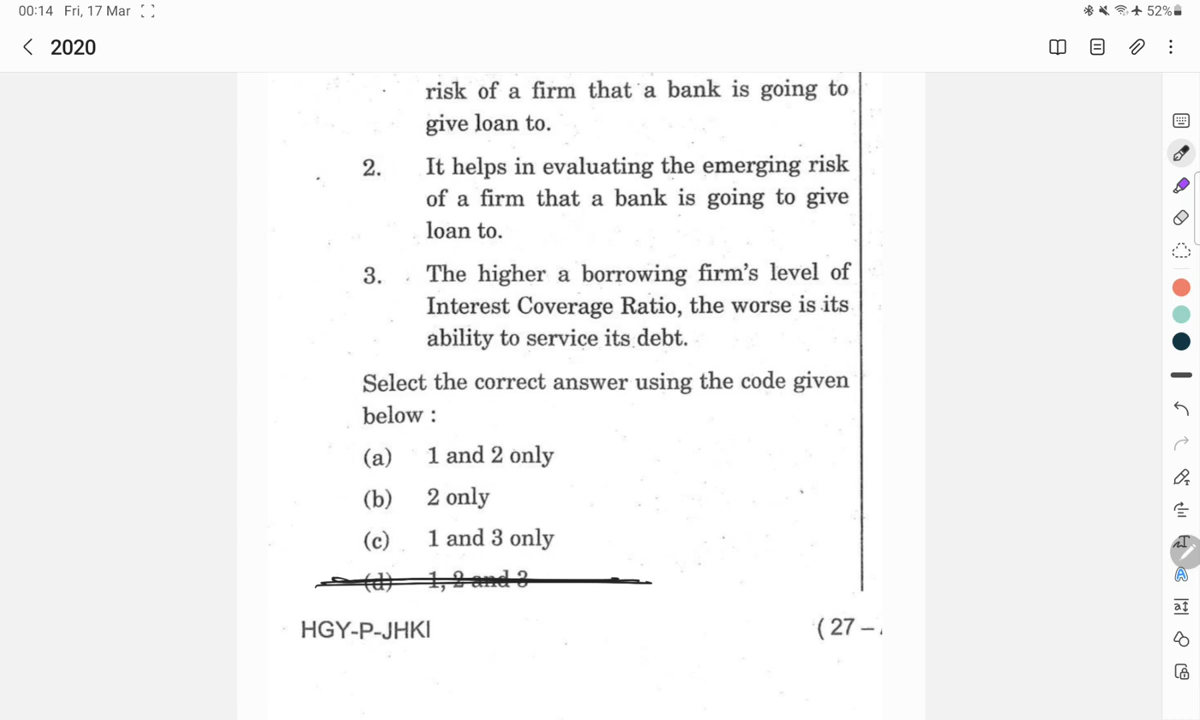 00:14 Fri, 17 Mar
52%
2020
risk of a firm that a bank is going to
give loan to.
2. It helps in evaluating the emerging risk
of a firm that a bank is going to give
loan to.
3. The higher a borrowing firm's level of
Interest Coverage Ratio, the worse is its
ability to service its debt.
Select the correct answer using the code given
below :
(a) 1 and 2 only
(b) 2 only
(c) 1 and 3 only
(d) 1, 2 and 3
HGY-P-JHKI
( 27 –